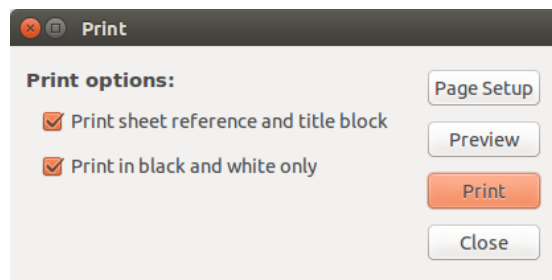 Print
Print options:
Print sheet reference and title block
Print in black and white only
Page Setup
Preview
Print
Close